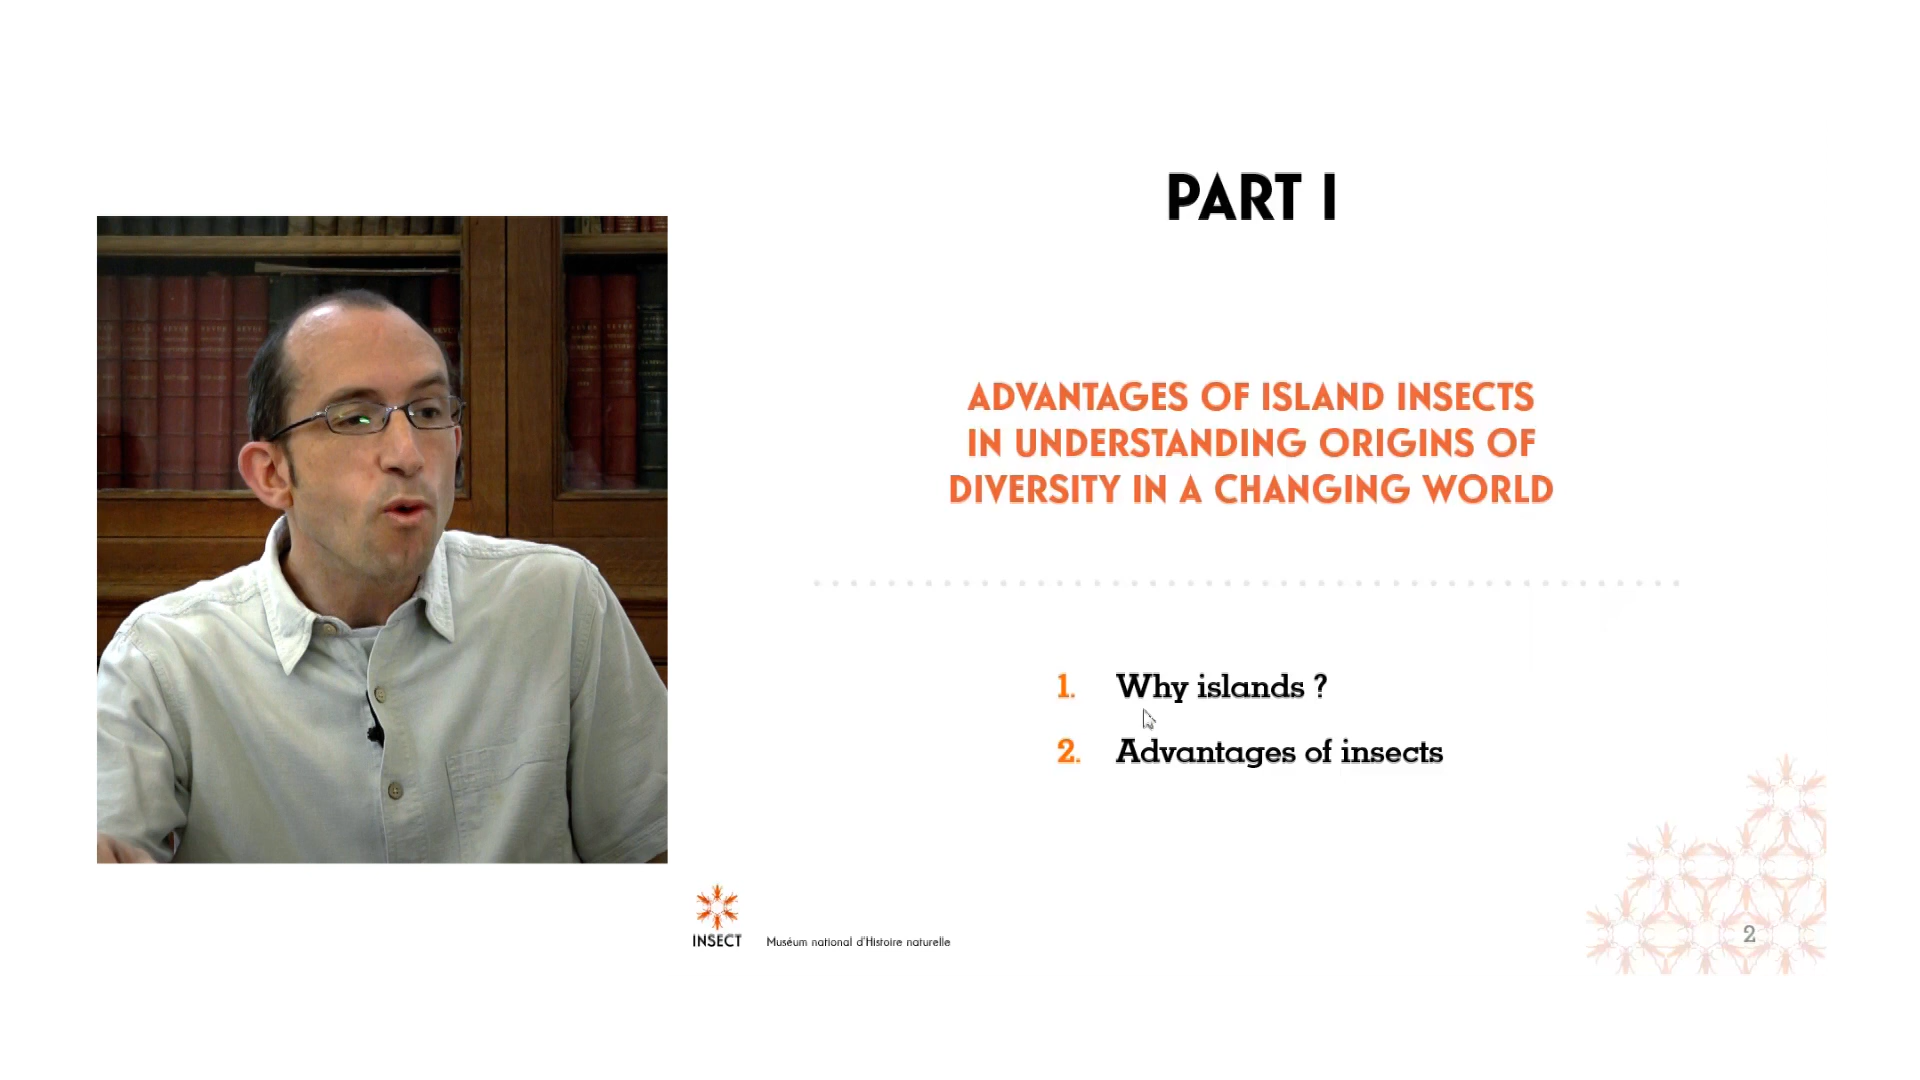 PART I
ADVANTAGES OF ISLAND INSECTS
IN UNDERSTANDING ORIGINS OF
DIVERSITY IN A CHANGING WORLD
1. Why islands ?
2. Advantages of insects
INSECT
Muséum national d'Histoire naturelle
2